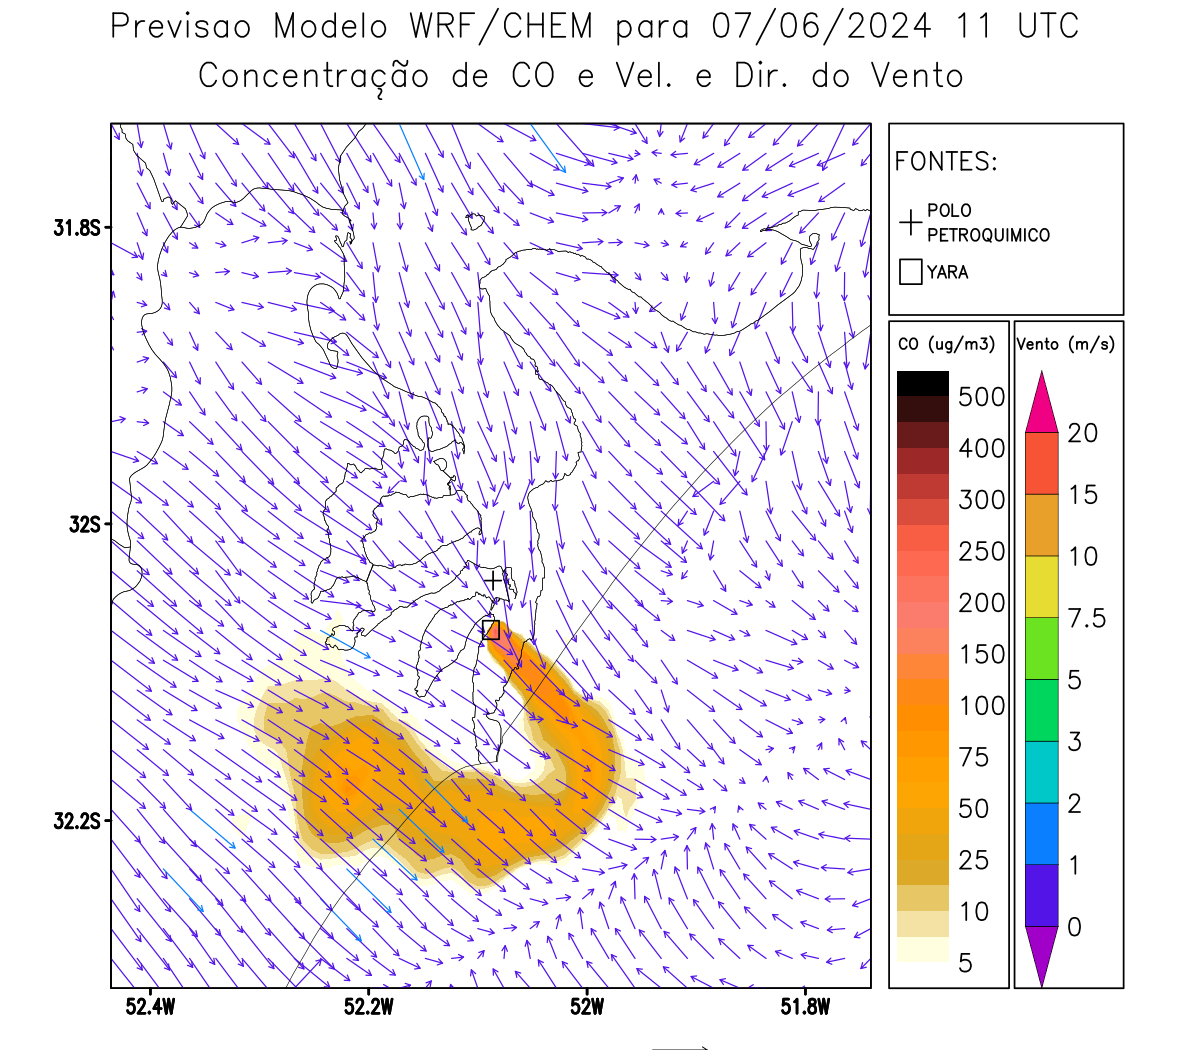 Previsao Modelo WRF/CHEM para 07/06/2024 11 UTC
Concentração de CO e Vel. e Dir. do Vento
FONTES:
POLO
PETROQUIMICO
YARA
CO (ug/m3)
500
400
300
250
200
150
100
75
50
25
10
5
Vento (m/s)
20
15
10
7.5
5
3
2
1
0
31.8S
32S
32.2S
52.4W
52.2W
52W
51.8W